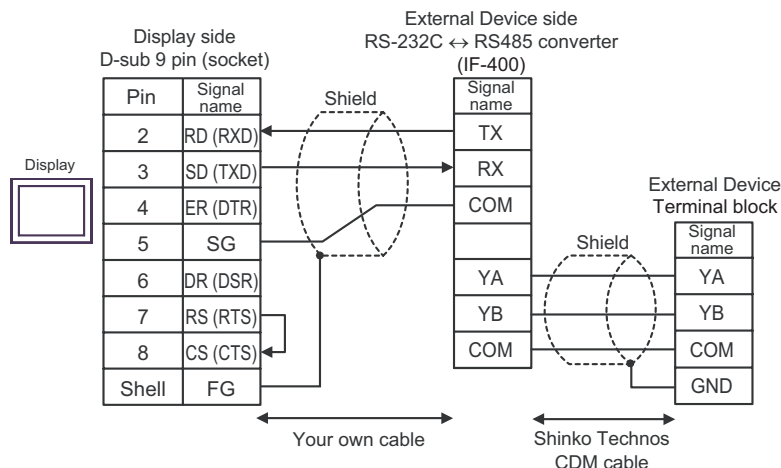 Display side
D-sub 9 pin (socket)
External Device side
RS-232C ↔ RS485 converter
(IF-400)
Pin
Signal
name
2
RD (RXD)
3
SD (TXD)
4
ER (DTR)
5
SG
6
DR (DSR)
7
RS (RTS)
8
CS (CTS)
Shell
FG
Display
Shield
Signal
name
TX
RX
COM
YA
YB
COM
Shield
External Device
Terminal block
Signal
name
YA
YB
COM
GND
Your own cable
Shinko Technos
CDM cable